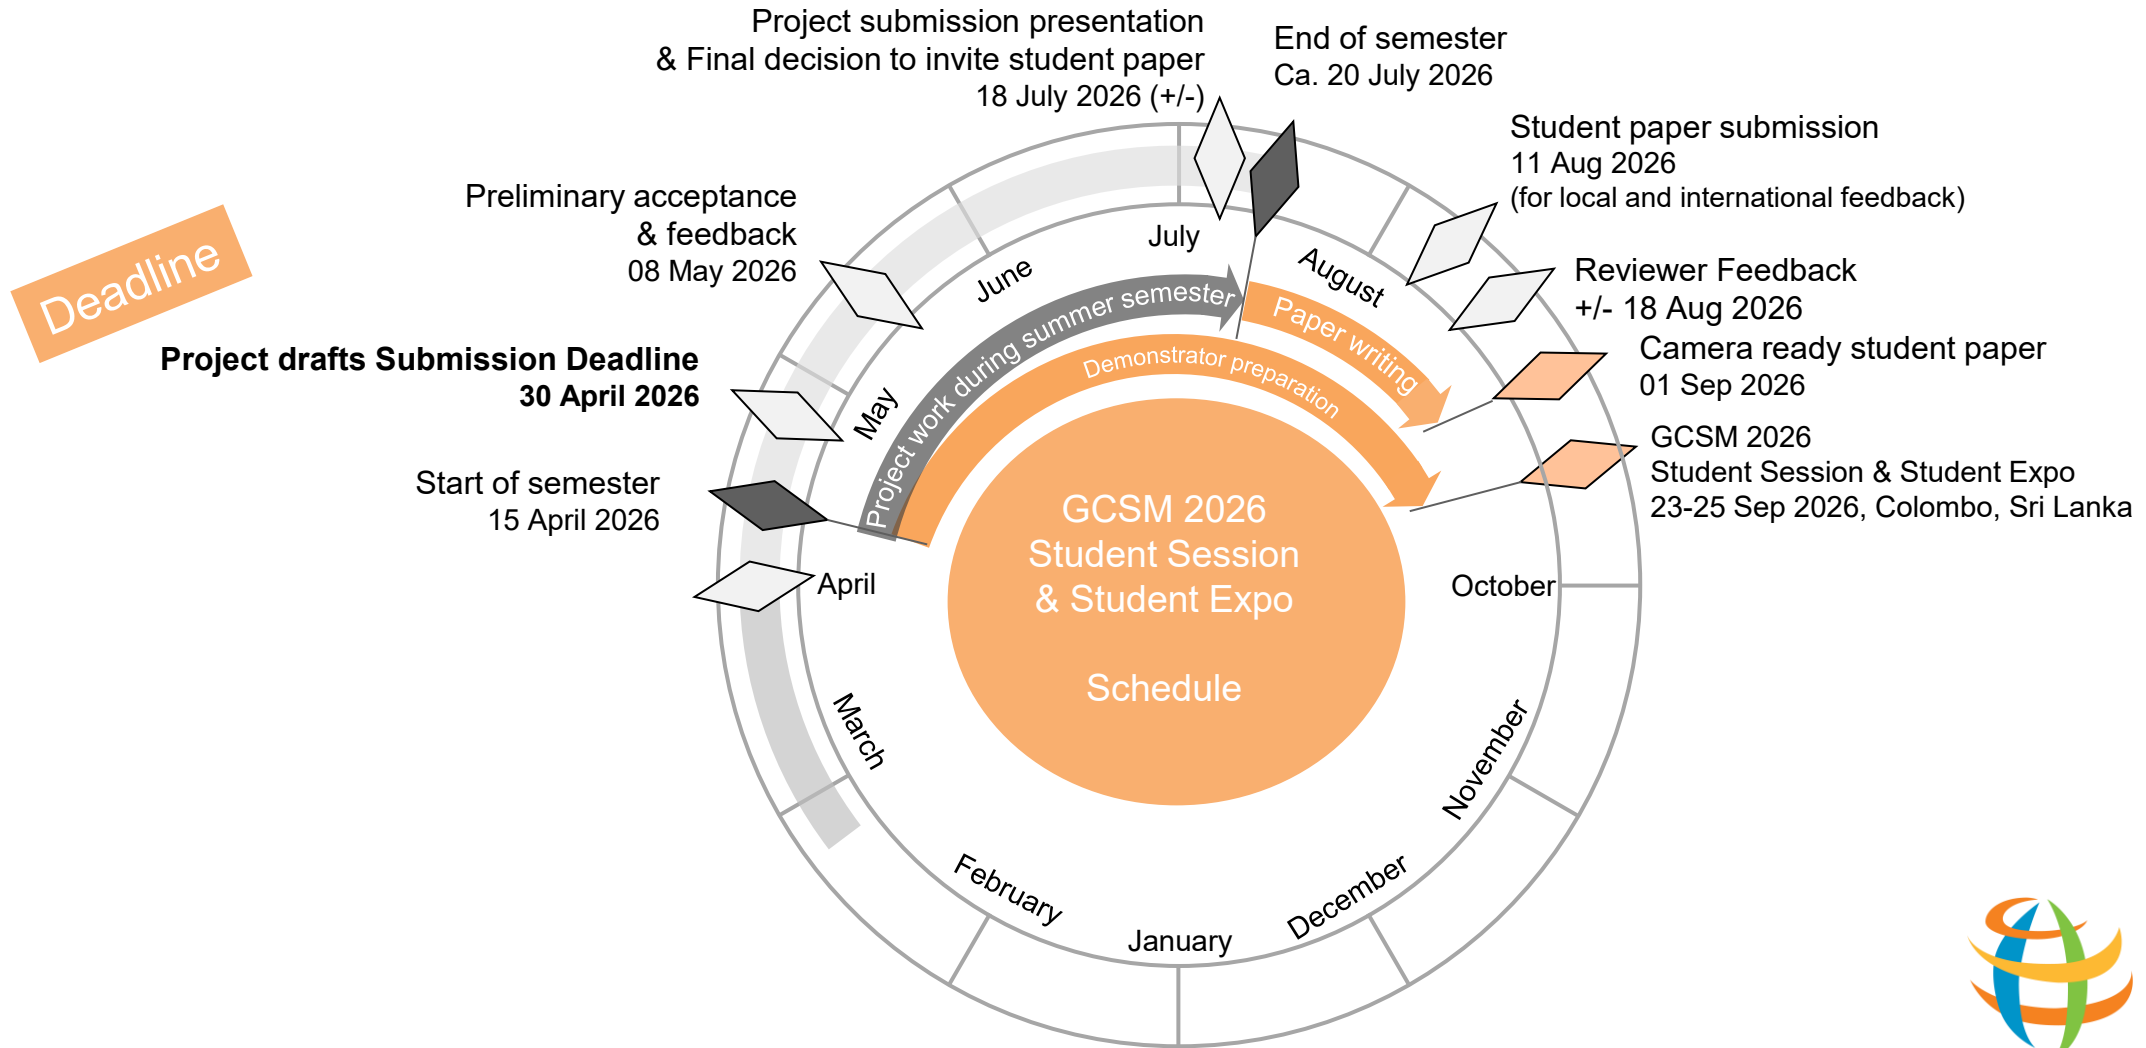 Project submission presentation
& Final decision to invite student paper
18 July 2026 (+/-)
End of semester
Ca. 20 July 2026
Student paper submission
11 Aug 2026
(for local and international feedback)
Preliminary acceptance
& feedback
08 May 2026
Deadline
Reviewer Feedback
+/- 18 Aug 2026
Project drafts Submission Deadline
30 April 2026
Camera ready student paper
01 Sep 2026
Start of semester
15 April 2026
GCSM 2026
Student Session & Student Expo
23-25 Sep 2026, Colombo, Sri Lanka
July
June
August
May
April
October
March
November
February
December
January
Project work during summer semester
Paper writing
Demonstrator preparation
GCSM 2026
Student Session
& Student Expo
Schedule